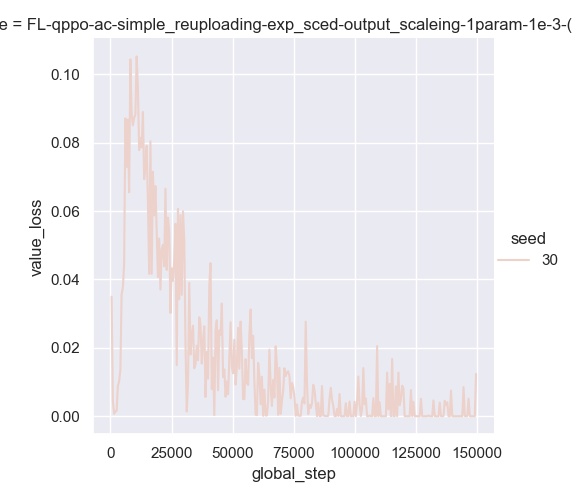 e = FL-qppo-ac-simple_reuploading-exp_sced-output_scaleing-1param-1e-3-(
0.10
0.08
0.06
0.04
0.02
0.00
value_loss
0 25000 50000 75000 100000 125000 150000
global_step
seed
30